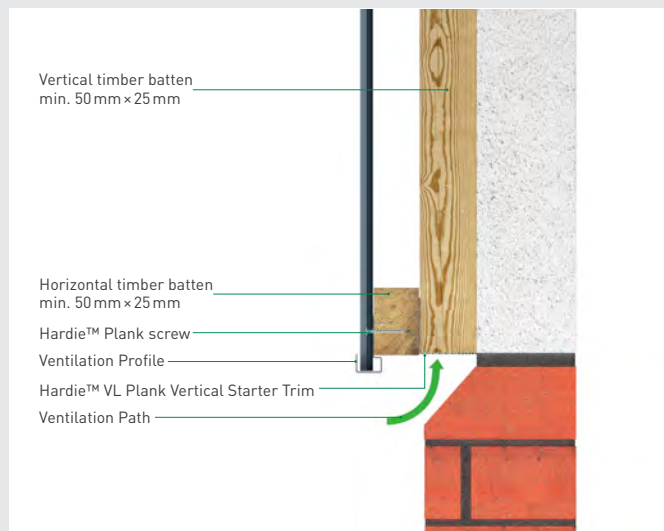 Vertical timber batten
min. 50 mm × 25 mm
Horizontal timber batten
min. 50 mm × 25 mm
Hardie™ Plank screw
Ventilation Profile
Hardie™ VL Plank Vertical Starter Trim
Ventilation Path